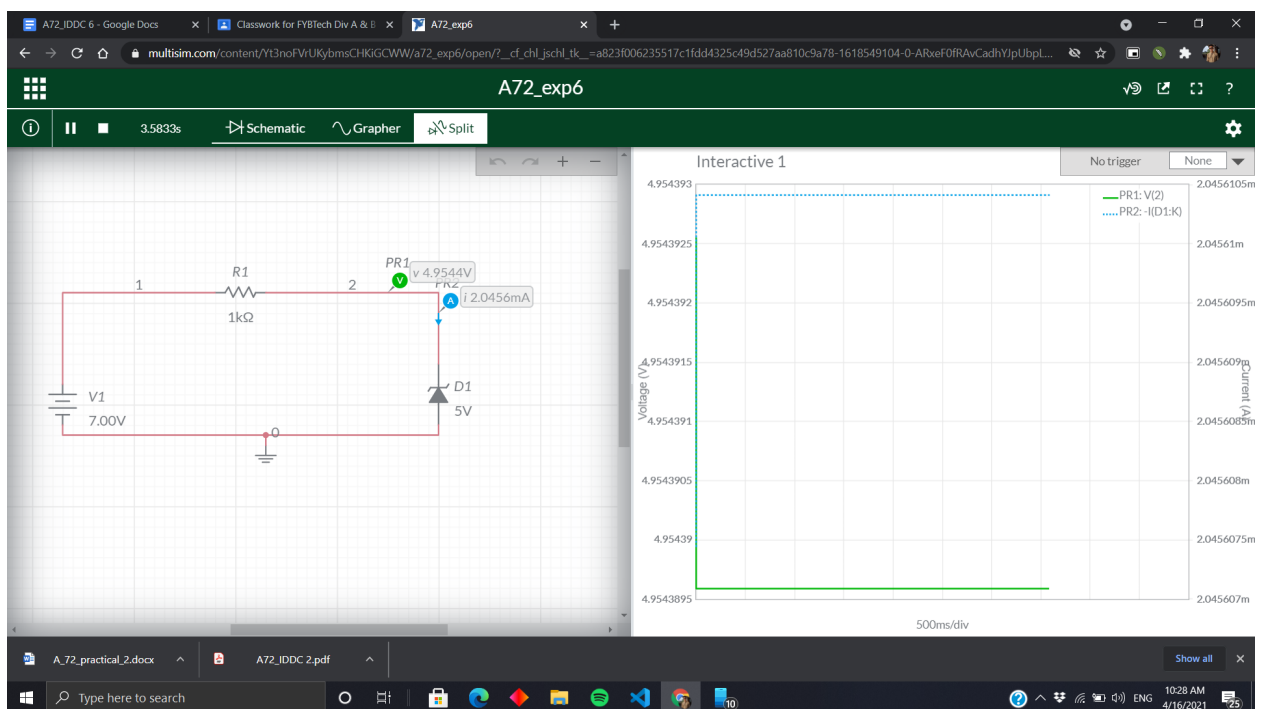 A72_IDDC 6 - Google Docs
Classwork for FYBTech Div A & B
A72_exp6
multisim.com/content/Yt3noFVrUKybmsCHKiGCWW/a72_exp6/open/?_cf_chl_jschl_tk__=a823f006235517c1fdd4325c49d527aa810c9a78-1618549104-0-ARxeF0fRAvCadhYJpUbpL...
A72_exp6
3.5833s
Schematic
Grapher
Split
Interactive 1
No trigger
None
PR1
v 4.9544V
PR2
i 2.0456mA
R1
1
2
1kΩ
V1
7.00V
D1
5V
0
4.954393
4.9543925
4.954392
4.9543915
4.954391
4.9543905
4.95439
4.9543895
Voltage (V)
PR1: V(2)
PR2: -I(D1:K)
2.0456105m
2.04561m
2.0456095m
2.045609m
2.0456085m
2.045608m
2.0456075m
2.045607m
Current (A)
500ms/div
A_72_practical_2.docx
A72_IDDC 2.pdf
Show all
Type here to search
10
ENG
10:28 AM
4/16/2021
25